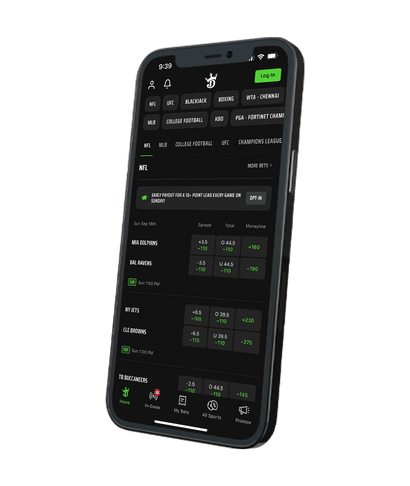 9:39
Log In
NFL UFC BLACKJACK BOXING WTA - CHENNAI
MLB COLLEGE FOOTBALL KBO PGA - FORTINET CHAMPI
NFL MLB COLLEGE FOOTBALL UFC CHAMPIONS LEAGUE
NFL MORE BETS >
EARLY PAYOUT FOR A 10+ POINT LEAD EVERY GAME ON SUNDAY! OPT-IN
Sun Sep 18th Spread Total Moneyline
MIA DOLPHINS +3.5 -110 O 44.5 -110 +160
BAL RAVENS -3.5 -110 U 44.5 -110 -190
SGP Sun 1:00 PM
NY JETS +6.5 -105 O 39.5 -110 +230
CLE BROWNS -6.5 -115 U 39.5 -110 -275
SGP Sun 1:00 PM
TB BUCCANEERS -2.5 -110 O 44.5 -110 -145
Home In-Game My Bets All Sports Promos